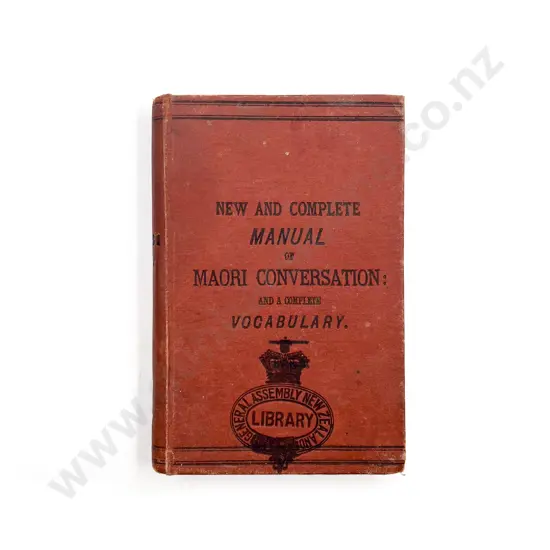 NEW AND COMPLETE
MANUAL
OF
MAORI CONVERSATION:
AND A COMPLETE
VOCABULARY.
GENERAL ASSEMBLY NEW ZEALAND
LIBRARY